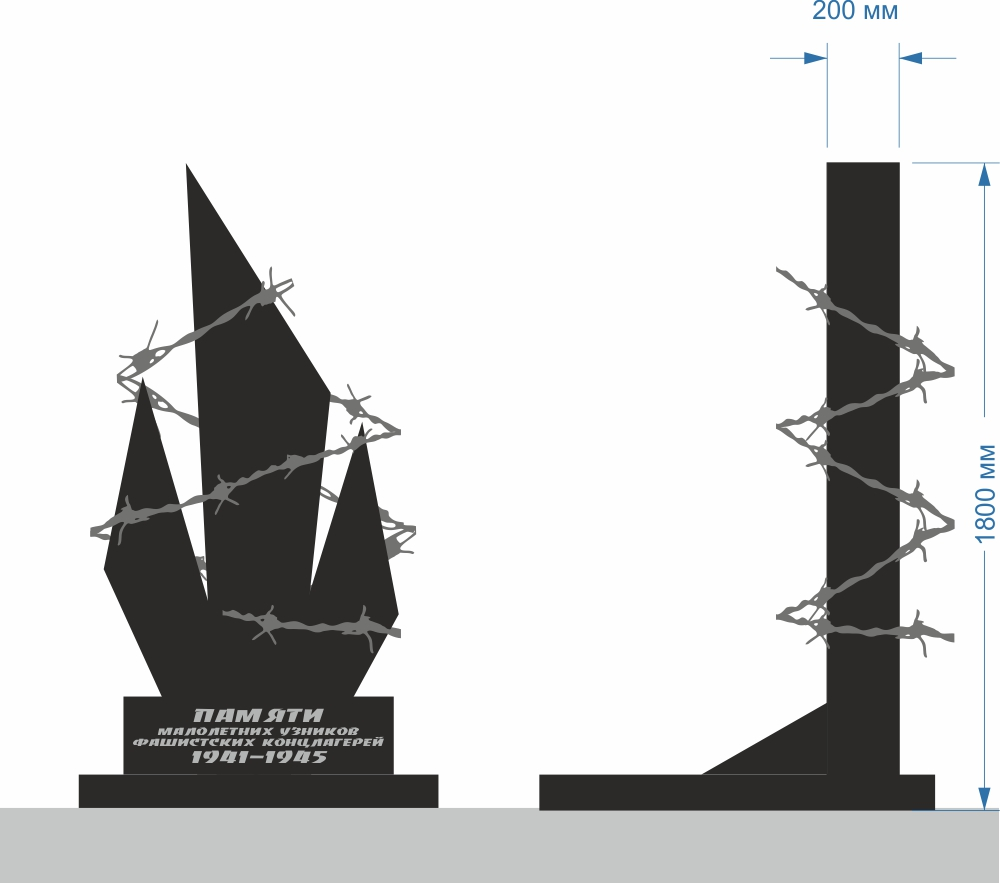 200 мм
1800 мм
ПАМЯТИ
МАЛОЛЕТНИХ УЗНИКОВ
ФАШИСТСКИХ КОНЦЛАГЕРЕЙ
1941-1945